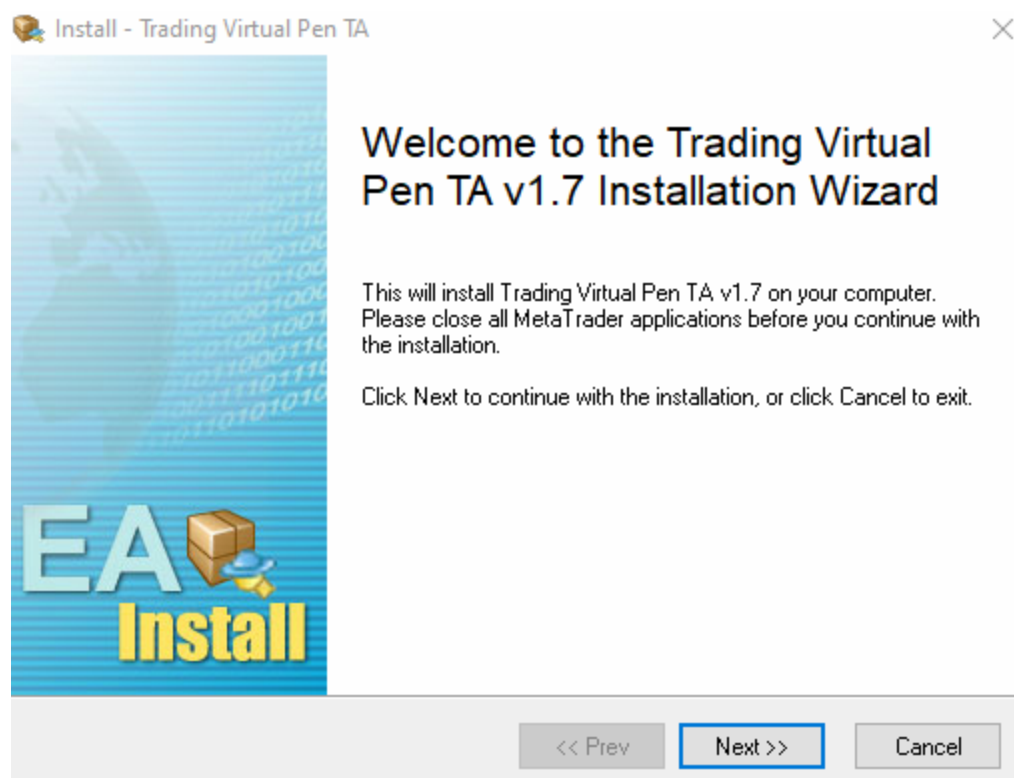 Install - Trading Virtual Pen TA
Welcome to the Trading Virtual
Pen TA v1.7 Installation Wizard
This will install Trading Virtual Pen TA v1.7 on your computer.
Please close all MetaTrader applications before you continue with
the installation.
Click Next to continue with the installation, or click Cancel to exit.
EA
Install
<< Prev
Next >>
Cancel